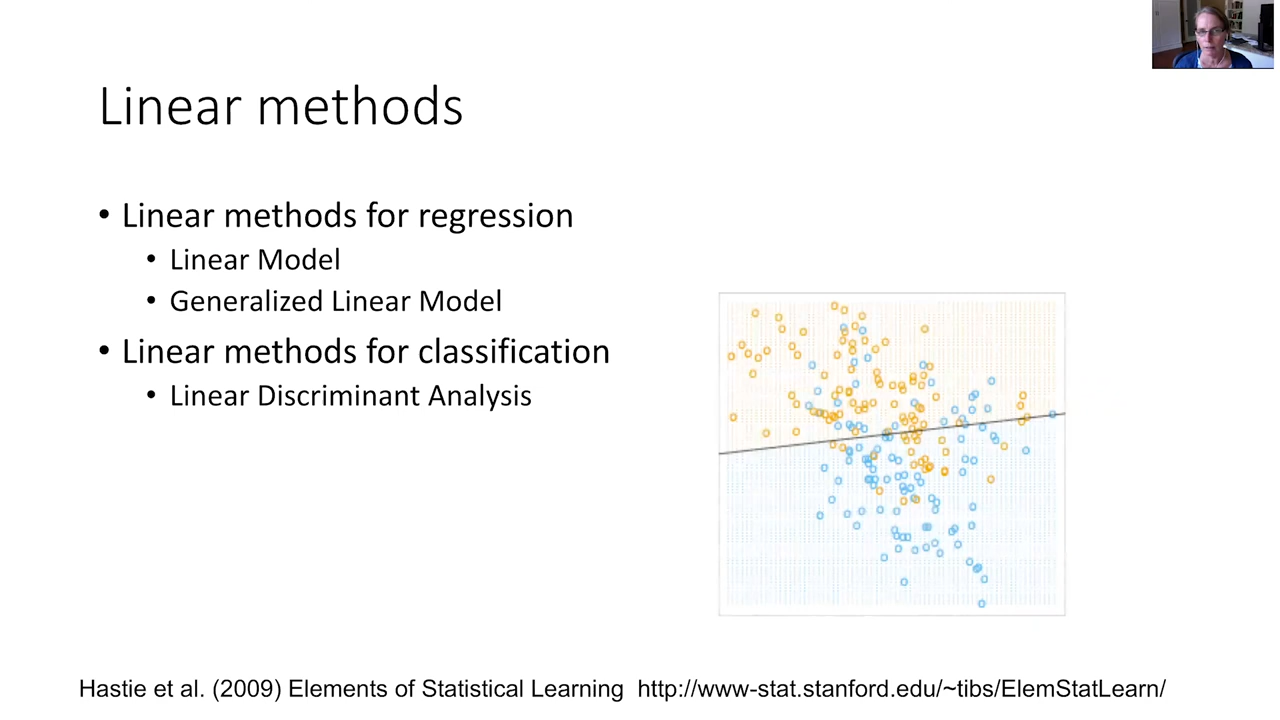 Linear methods
• Linear methods for regression
• Linear Model
• Generalized Linear Model
• Linear methods for classification
• Linear Discriminant Analysis
Hastie et al. (2009) Elements of Statistical Learning http://www-stat.stanford.edu/~tibs/ElemStatLearn/